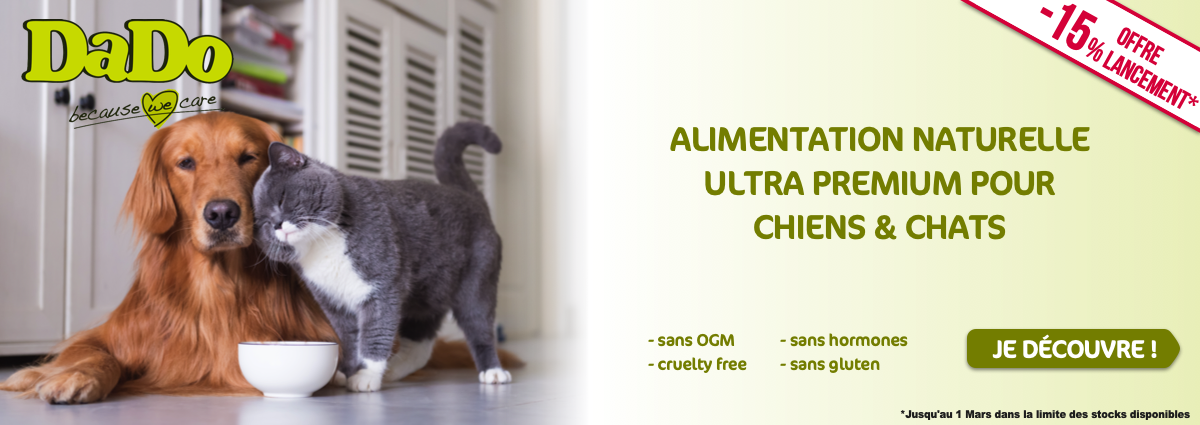 DaDo
because we care
-15% OFFRE
LANCEMENT*
ALIMENTATION NATURELLE
ULTRA PREMIUM POUR
CHIENS & CHATS
- sans OGM
- cruelty free
- sans hormones
- sans gluten
JE DÉCOUVRE !
*Jusqu'au 1 Mars dans la limite des stocks disponibles